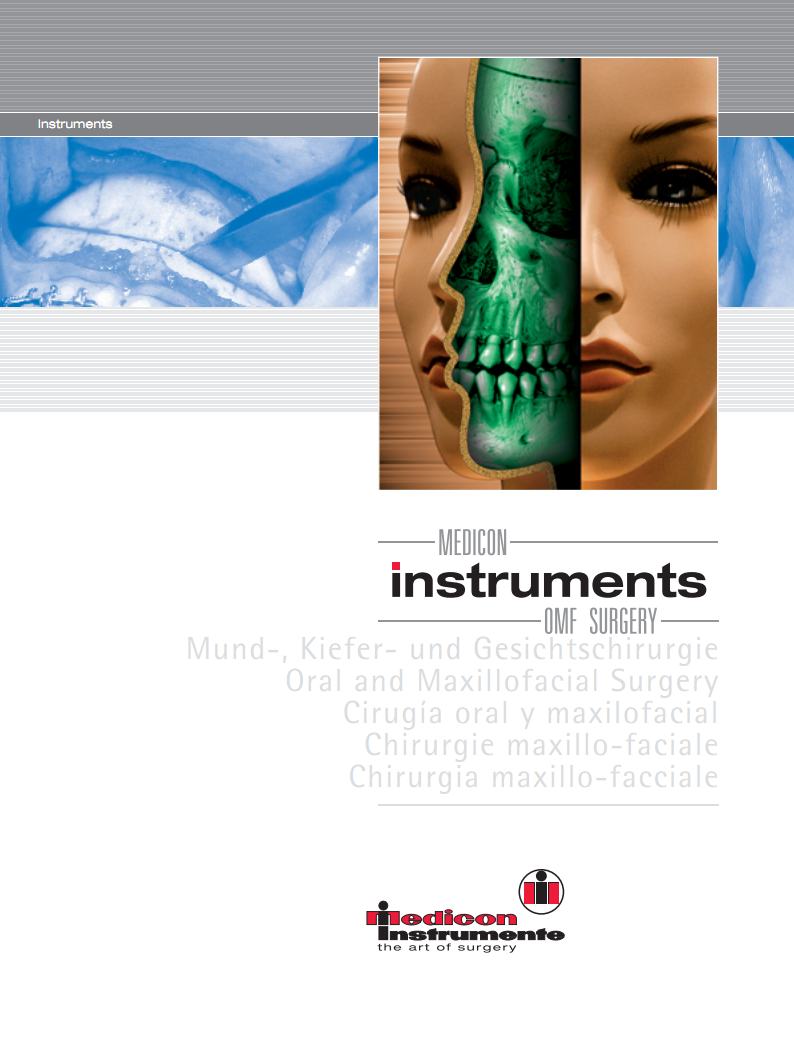 Instruments
MEDICON
instruments
OMF SURGERY
Mund-, Kiefer- und Gesichtschirurgie
Oral and Maxillofacial Surgery
Cirugía oral y maxilofacial
Chirurgie maxillo-faciale
Chirurgia maxillo-facciale
medicon
instrumente
the art of surgery